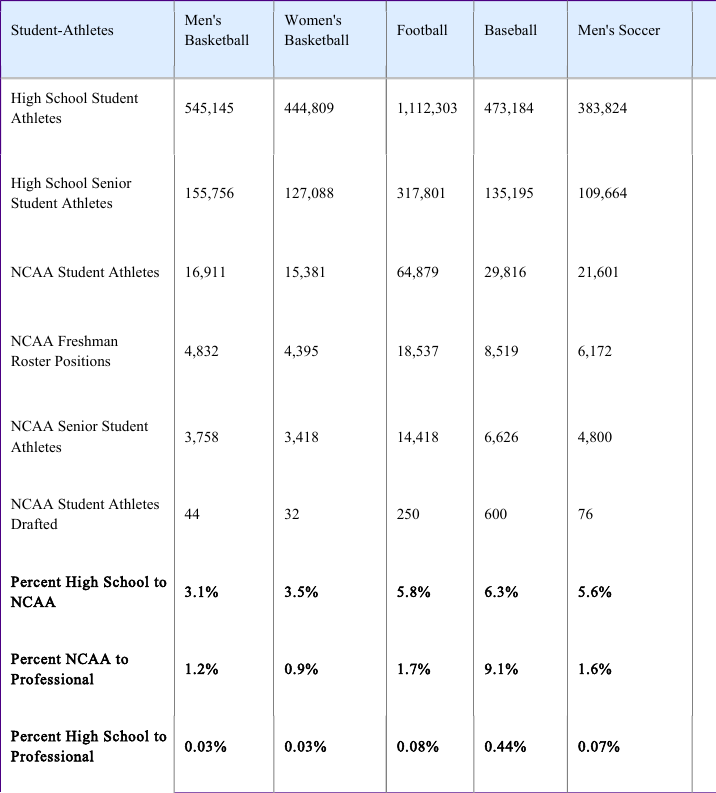 Student-Athletes Men's Basketball Women's Basketball Football Baseball Men's Soccer
High School Student Athletes 545,145 444,809 1,112,303 473,184 383,824
High School Senior Student Athletes 155,756 127,088 317,801 135,195 109,664
NCAA Student Athletes 16,911 15,381 64,879 29,816 21,601
NCAA Freshman Roster Positions 4,832 4,395 18,537 8,519 6,172
NCAA Senior Student Athletes 3,758 3,418 14,418 6,626 4,800
NCAA Student Athletes Drafted 44 32 250 600 76
Percent High School to NCAA 3.1% 3.5% 5.8% 6.3% 5.6%
Percent NCAA to Professional 1.2% 0.9% 1.7% 9.1% 1.6%
Percent High School to Professional 0.03% 0.03% 0.08% 0.44% 0.07%